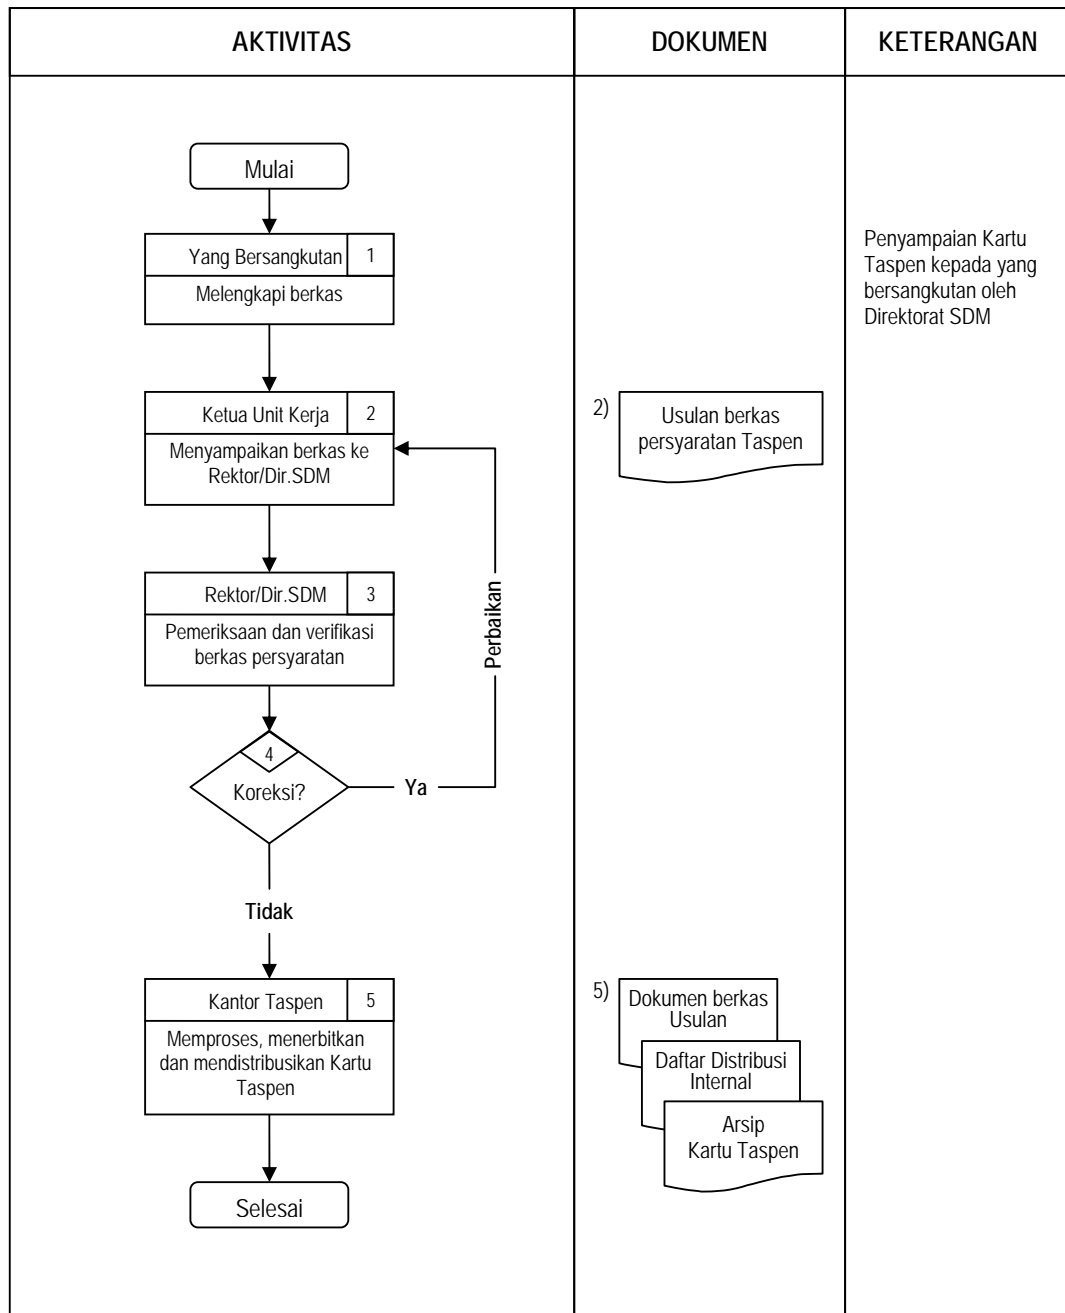 AKTIVITAS
DOKUMEN
KETERANGAN
Mulai
Yang Bersangkutan
1
Melengkapi berkas
Penyampaian Kartu
Taspen kepada yang
bersangkutan oleh
Direktorat SDM
Ketua Unit Kerja
2
Menyampaikan berkas ke
Rektor/Dir.SDM
2)
Usulan berkas
persyaratan Taspen
Rektor/Dir.SDM
3
Pemeriksaan dan verifikasi
berkas persyaratan
Perbaikan
4
Koreksi?
Ya
Tidak
Kantor Taspen
5
Memproses, menerbitkan
dan mendistribusikan Kartu
Taspen
5)
Dokumen berkas
Usulan
Daftar Distribusi
Internal
Arsip
Kartu Taspen
Selesai